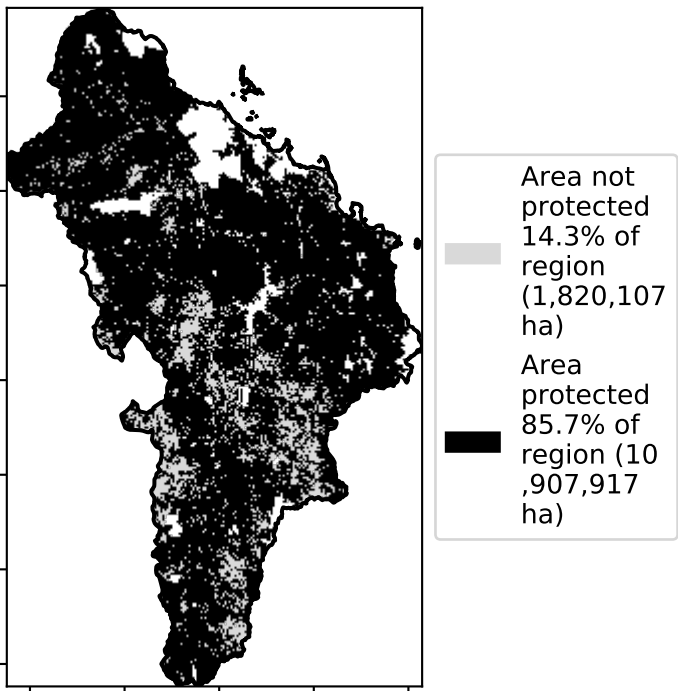 Area not
protected
14.3% of
region
(1,820,107
ha)
Area
protected
85.7% of
region (10
,907,917
ha)